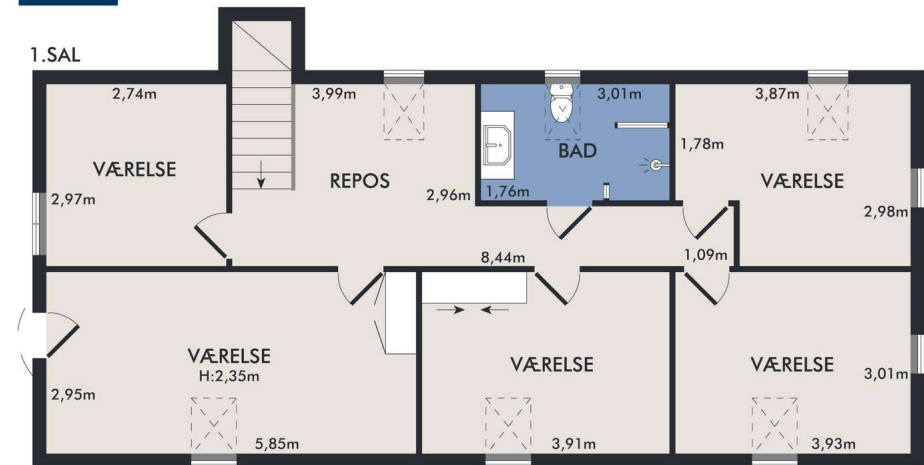 1.SAL
2,74m
3,99m
3,01m
3,87m
VÆRELSE
2,97m
REPOS
2,96m
BAD
1,76m
1,78m
VÆRELSE
2,98m
8,44m
1,09m
VÆRELSE
H:2,35m
2,95m
5,85m
VÆRELSE
3,91m
VÆRELSE
3,01m
3,93m